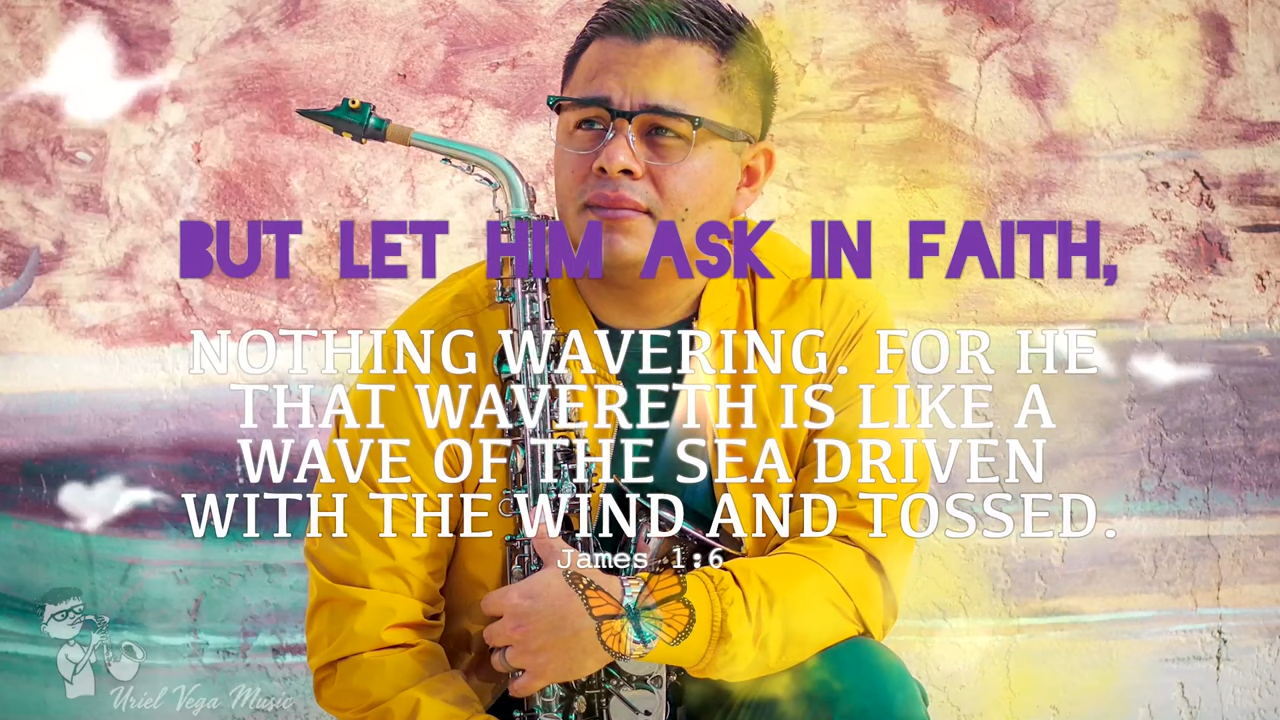 BUT LET HIM ASK IN FAITH,
NOTHING WAVERING. FOR HE
THAT WAVERETH IS LIKE A
WAVE OF THE SEA DRIVEN
WITH THE WIND AND TOSSED.
James 1:6
Uriel Vega Music